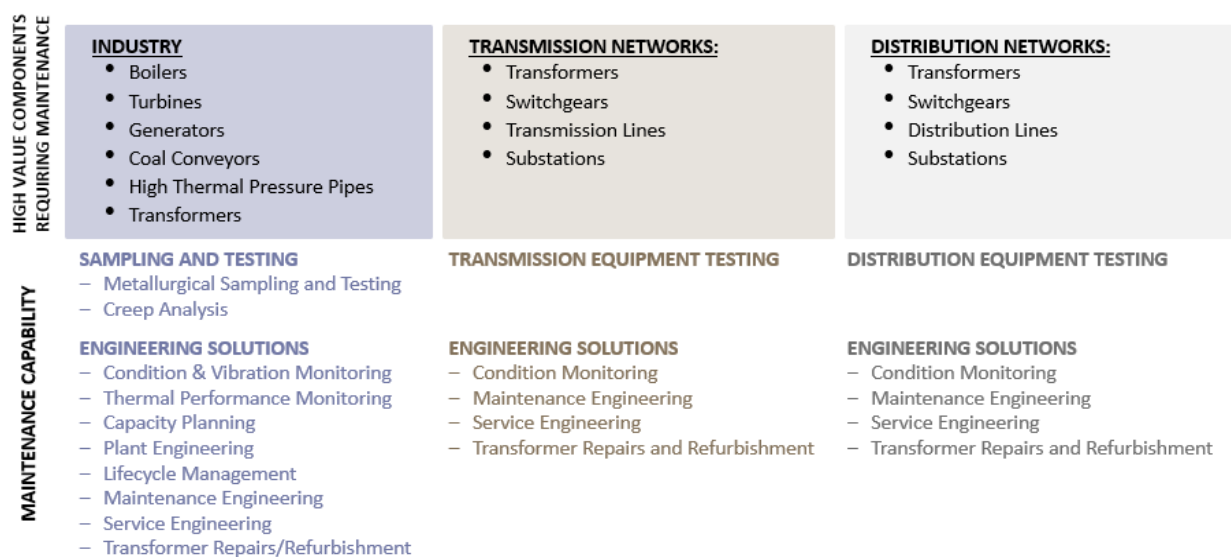 HIGH VALUE COMPONENTS
REQUIRING MAINTENANCE
INDUSTRY
• Boilers
• Turbines
• Generators
• Coal Conveyors
• High Thermal Pressure Pipes
• Transformers
TRANSMISSION NETWORKS:
• Transformers
• Switchgears
• Transmission Lines
• Substations
DISTRIBUTION NETWORKS:
• Transformers
• Switchgears
• Distribution Lines
• Substations
MAINTENANCE CAPABILITY
SAMPLING AND TESTING
– Metallurgical Sampling and Testing
– Creep Analysis
ENGINEERING SOLUTIONS
– Condition & Vibration Monitoring
– Thermal Performance Monitoring
– Capacity Planning
– Plant Engineering
– Lifecycle Management
– Maintenance Engineering
– Service Engineering
– Transformer Repairs/Refurbishment
TRANSMISSION EQUIPMENT TESTING
ENGINEERING SOLUTIONS
– Condition Monitoring
– Maintenance Engineering
– Service Engineering
– Transformer Repairs and Refurbishment
DISTRIBUTION EQUIPMENT TESTING
ENGINEERING SOLUTIONS
– Condition Monitoring
– Maintenance Engineering
– Service Engineering
– Transformer Repairs and Refurbishment